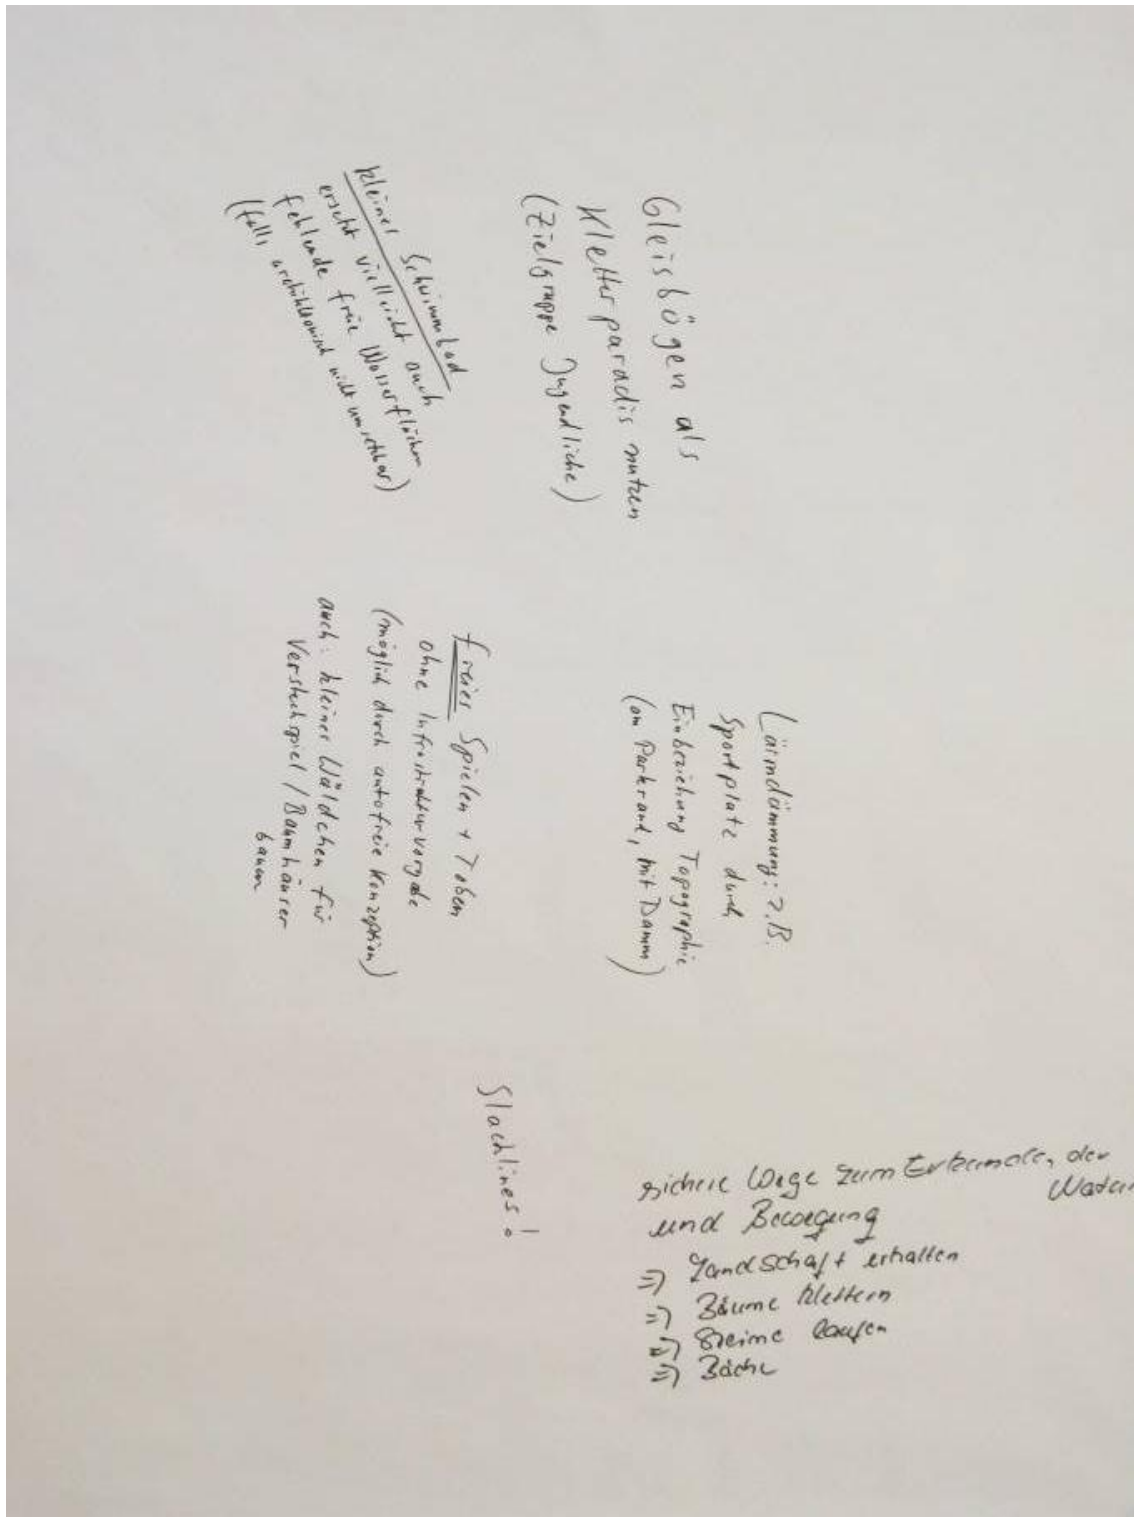 Gleisbögen als
Kletterparadis nutzen
(Zielgruppe Jugendliche)
kleines Schwimmbad
ersetzt vielleicht auch
fehlende freie Wasserflächen
(falls architektonisch nicht umsetzbar)
Lärmdämmung: z.B.
Sportplatz durch
Einbeziehung Topographie
(am Parkrand, mit Damm)
freies Spielen + Toben
ohne Infrastrukturvorgabe
(möglich durch autofreie Konzeption)
auch: kleines Wäldchen für
Versteckspiel / Baumhäuser
bauen
Slacklines!
sichere Wege zum Erkunden der
Natur
und Bewegung
=> Landschaft erhalten
=> Bäume klettern
=> Steine laufen
=> Bäche